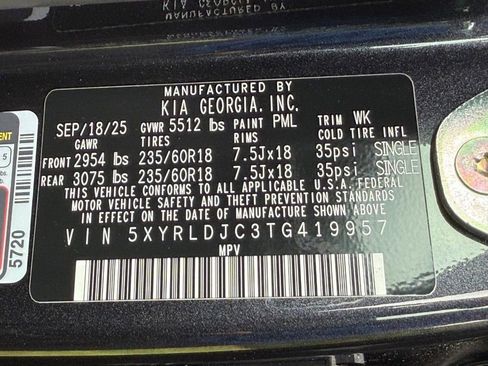 MANUFACTURED BY
KIA GEORGIA, INC.
SEP/18/25 GVWR 5512 lbs PAINT PML TRIM WK
GAWR TIRES RIMS COLD TIRE INFL
FRONT 2954 lbs 235/60R18 7.5Jx18 35psi SINGLE
REAR 3075 lbs 235/60R18 7.5Jx18 35psi SINGLE
THIS VEHICLE CONFORMS TO ALL APPLICABLE U.S.A. FEDERAL
MOTOR VEHICLE SAFETY AND THEFT PREVENTION STANDARDS
IN EFFECT ON THE DATE OF MANUFACTURE SHOWN ABOVE.
VIN 5XYRLDJC3TG419957
MPV
5720